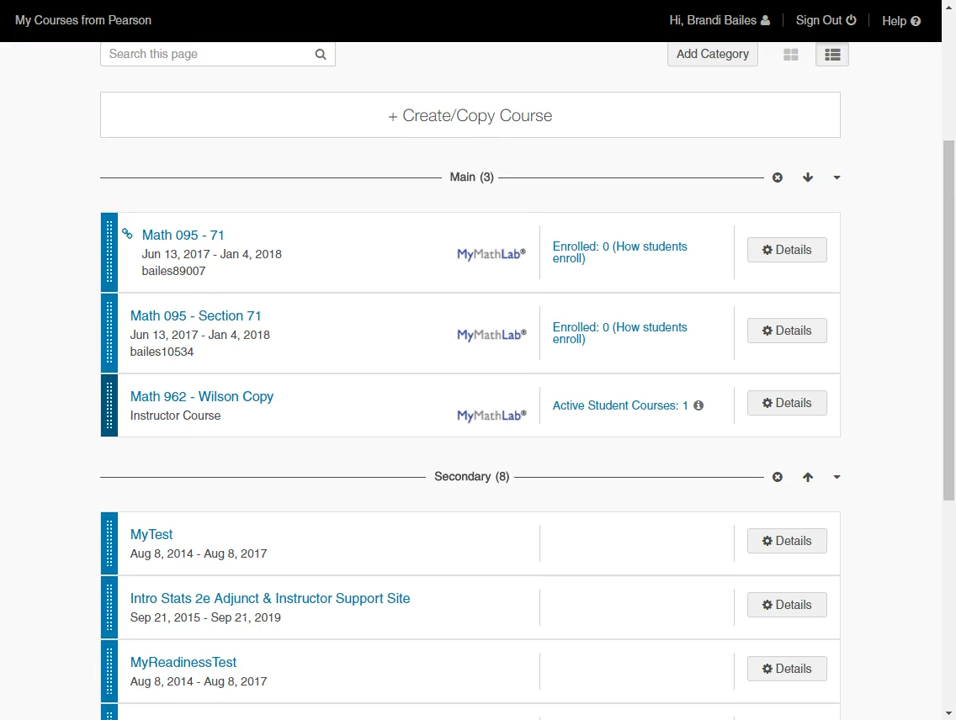 My Courses from Pearson
Hi, Brandi Bailes
Sign Out
Help
Search this page
Add Category
+ Create/Copy Course
Main (3)
Math 095 - 71
Jun 13, 2017 - Jan 4, 2018
bailes89007
MyMathLab®
Enrolled: 0 (How students
enroll)
Details
Math 095 - Section 71
Jun 13, 2017 - Jan 4, 2018
bailes10534
MyMathLab®
Enrolled: 0 (How students
enroll)
Details
Math 962 - Wilson Copy
Instructor Course
MyMathLab®
Active Student Courses: 1
Details
Secondary (8)
MyTest
Aug 8, 2014 - Aug 8, 2017
Details
Intro Stats 2e Adjunct & Instructor Support Site
Sep 21, 2015 - Sep 21, 2019
Details
MyReadinessTest
Aug 8, 2014 - Aug 8, 2017
Details